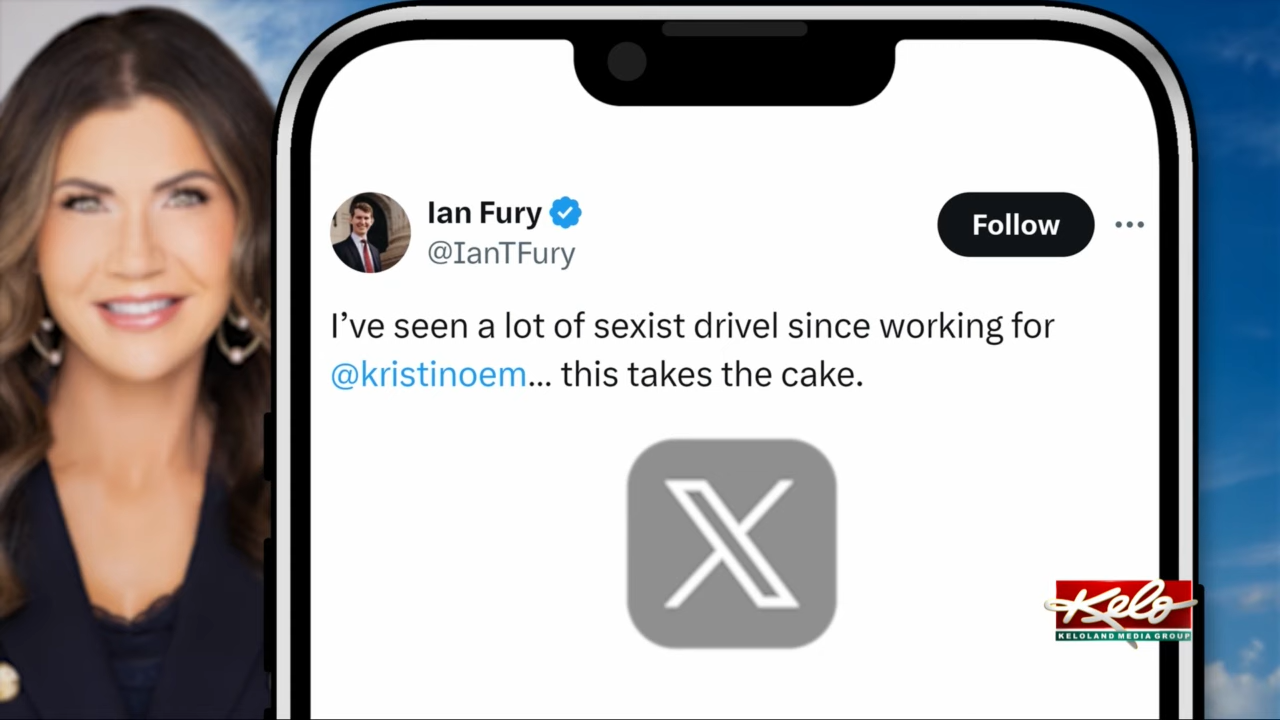 Ian Fury
@IanTFury
Follow
I’ve seen a lot of sexist drivel since working for
@kristinoem... this takes the cake.
Kelo
KELOLAND MEDIA GROUP